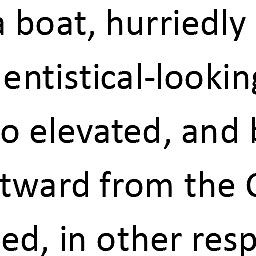 a boat, hurriedly
entistical-looking
o elevated, and b
tward from the C
ed, in other resp